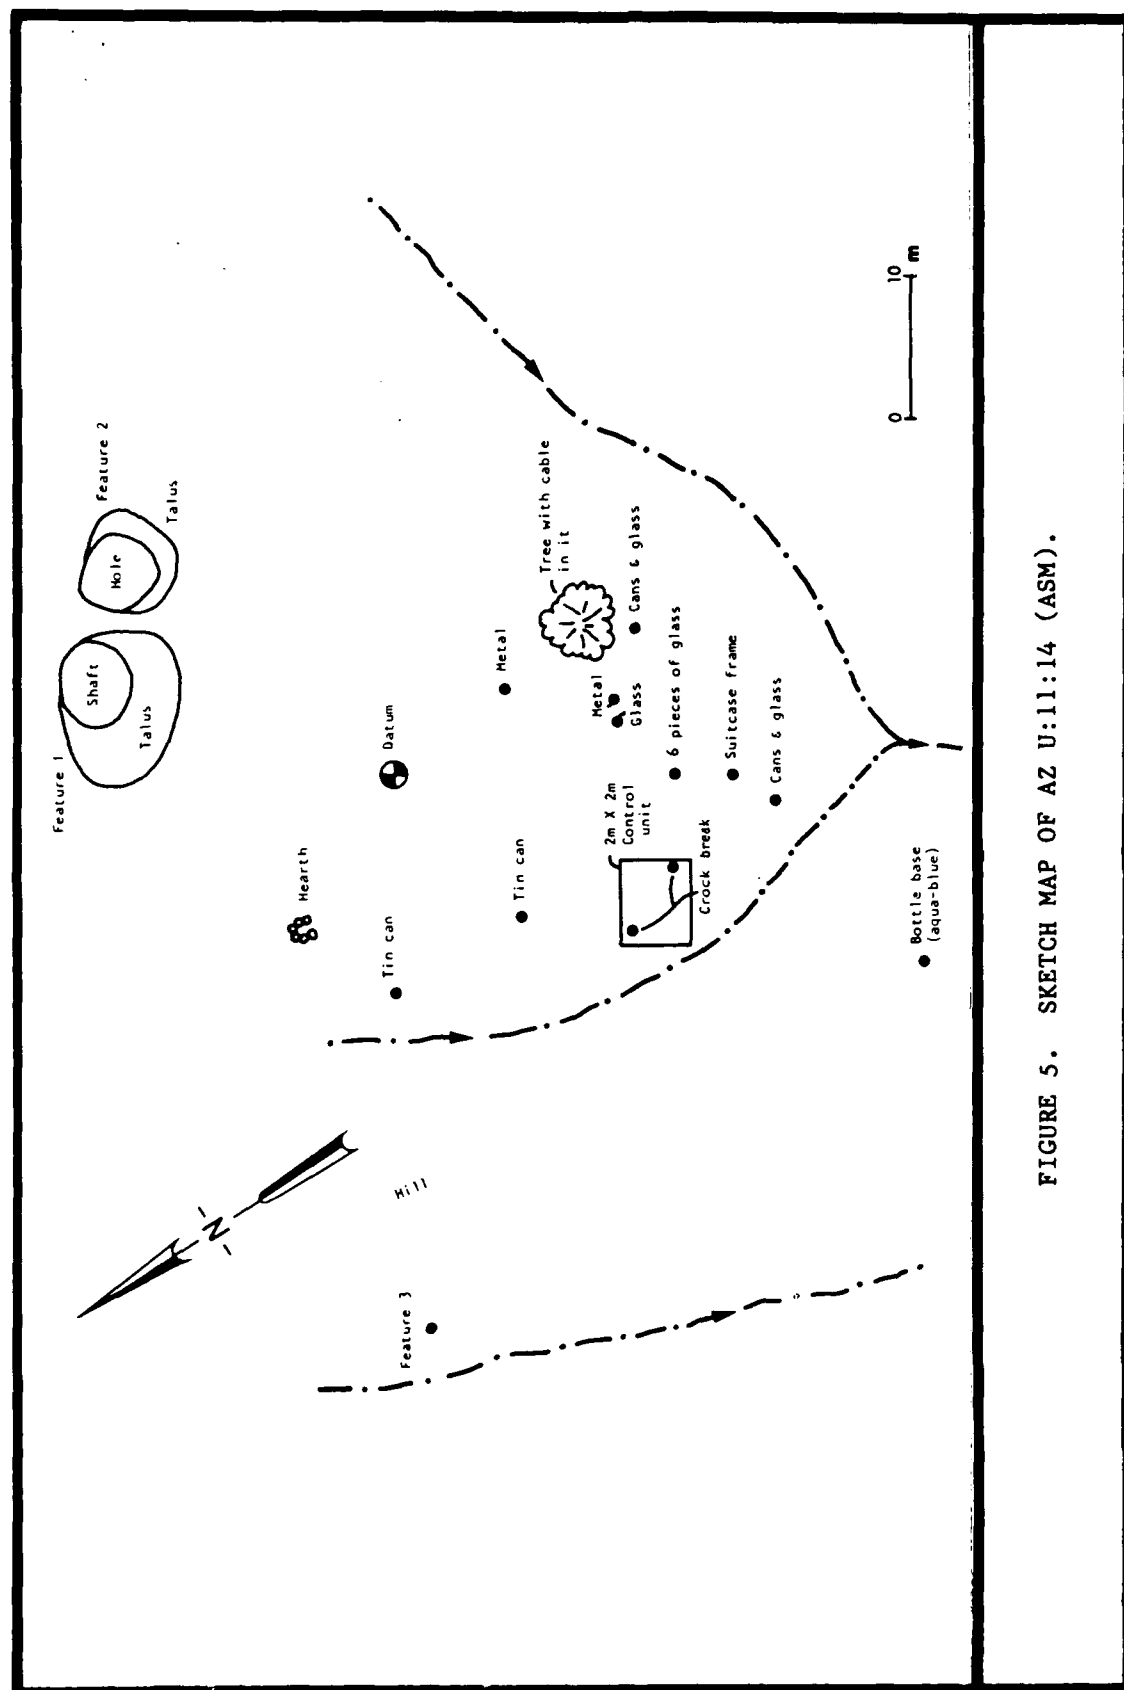 Feature 1
Shaft
Talus
Feature 2
Hole
Talus
Hearth
Datum
Tin can
Metal
Tin can
Tree with cable
in it
Metal
Glass
Cans & glass
2m X 2m
Control
unit
6 pieces of glass
Crock break
Suitcase frame
Cans & glass
Bottle base
(aqua-blue)
N
Hill
Feature 3
0 10 m
FIGURE 5. SKETCH MAP OF AZ U:11:14 (ASM).